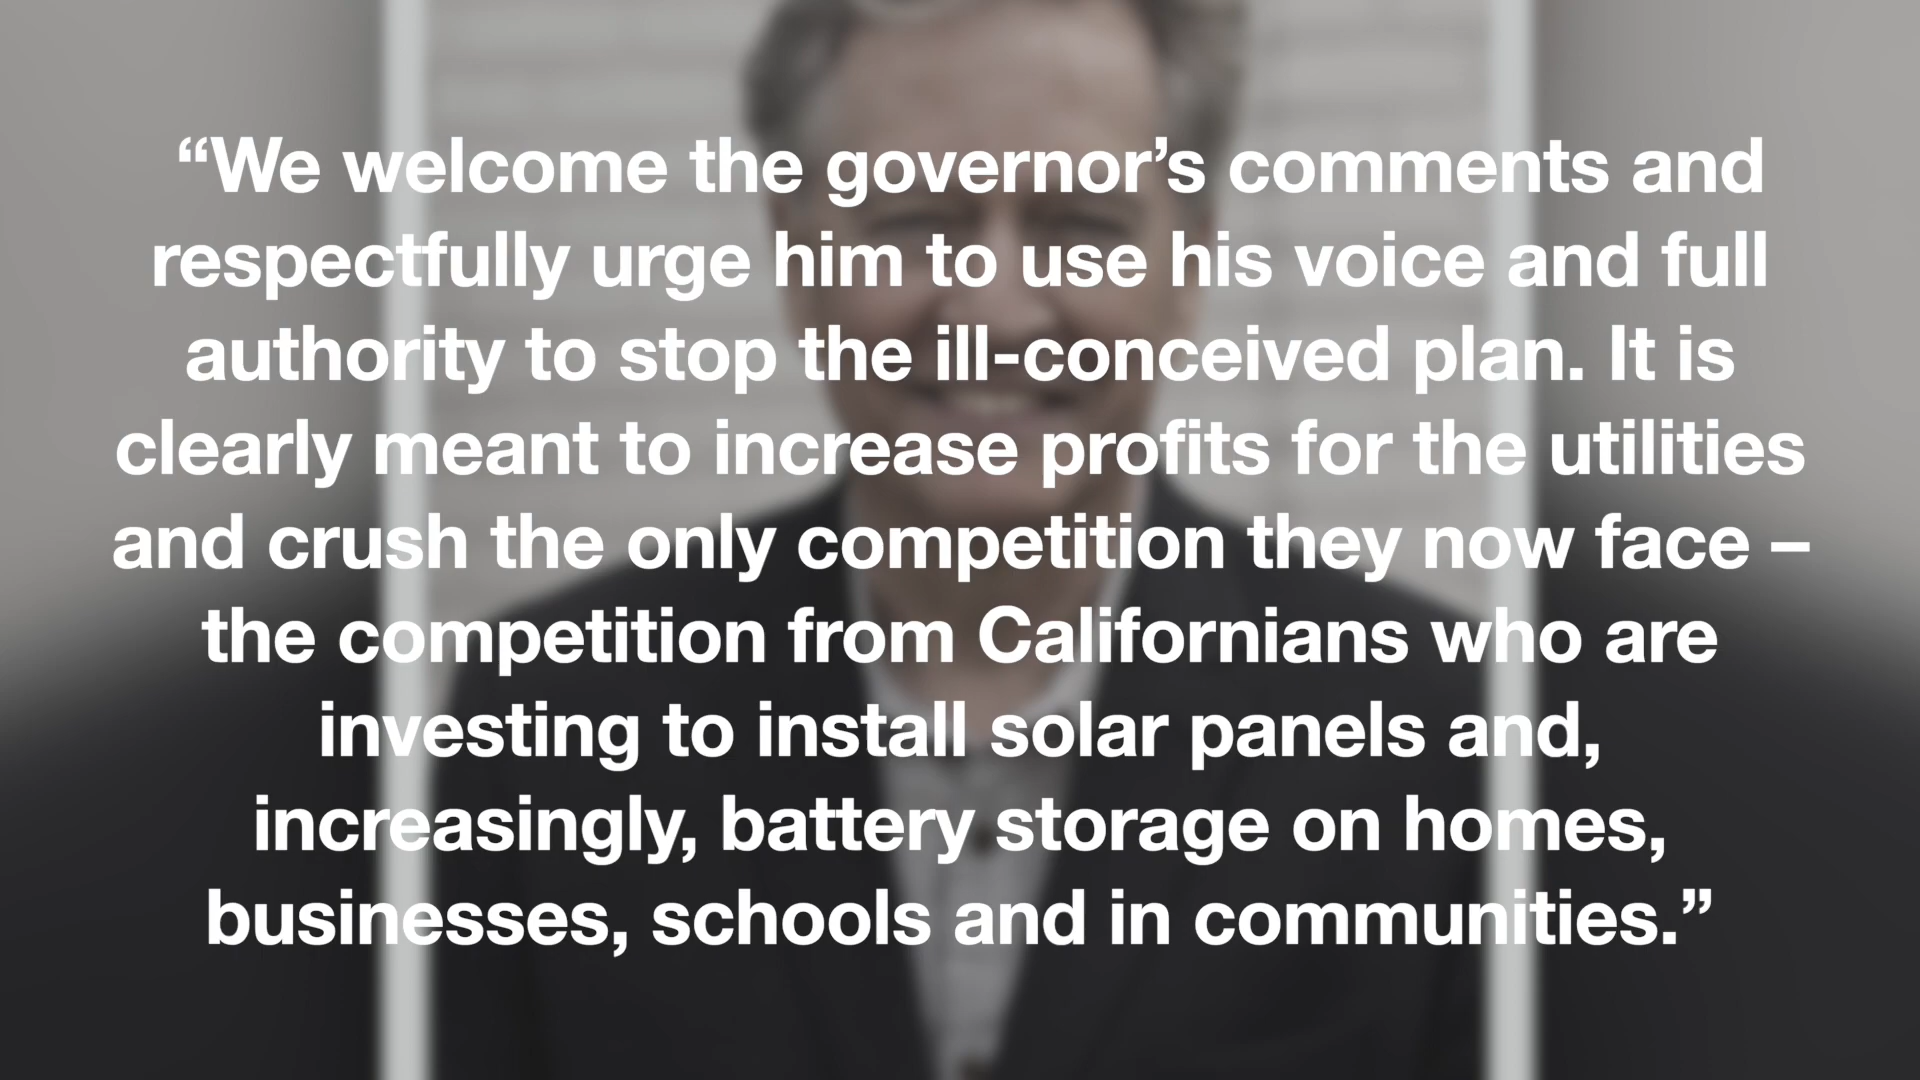 “We welcome the governor’s comments and
respectfully urge him to use his voice and full
authority to stop the ill-conceived plan. It is
clearly meant to increase profits for the utilities
and crush the only competition they now face –
the competition from Californians who are
investing to install solar panels and,
increasingly, battery storage on homes,
businesses, schools and in communities.”